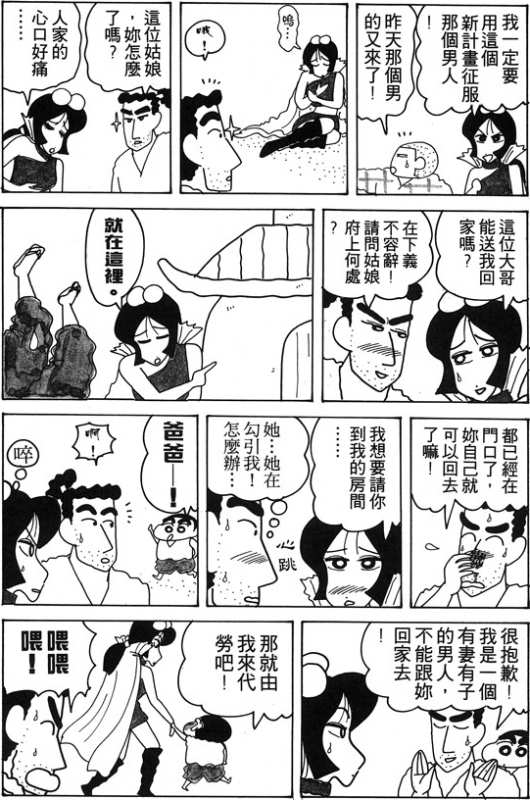 我一定要
用這個
新計畫征服
那個男人
昨天那個男
的又來了！
嗚…
哦！
這位姑娘
，妳怎麼
了嗎？
人家的
心口好痛
……
這位大哥
能送我回
家嗎？
在下義
不容辭！
請問姑娘
府上何處
？
就在這裡。
都已經在
門口了，
妳自己就
可以回去
了嘛！
我想要請你
到我的房間
……
她…她在
勾引我！
怎麼辦…
心跳
爸爸——！
啊！
啐
很抱歉！
我是一個
有妻有子
的男人，
不能跟妳
回家去
！
那就由
我來代
勞吧！
喂喂
喂！